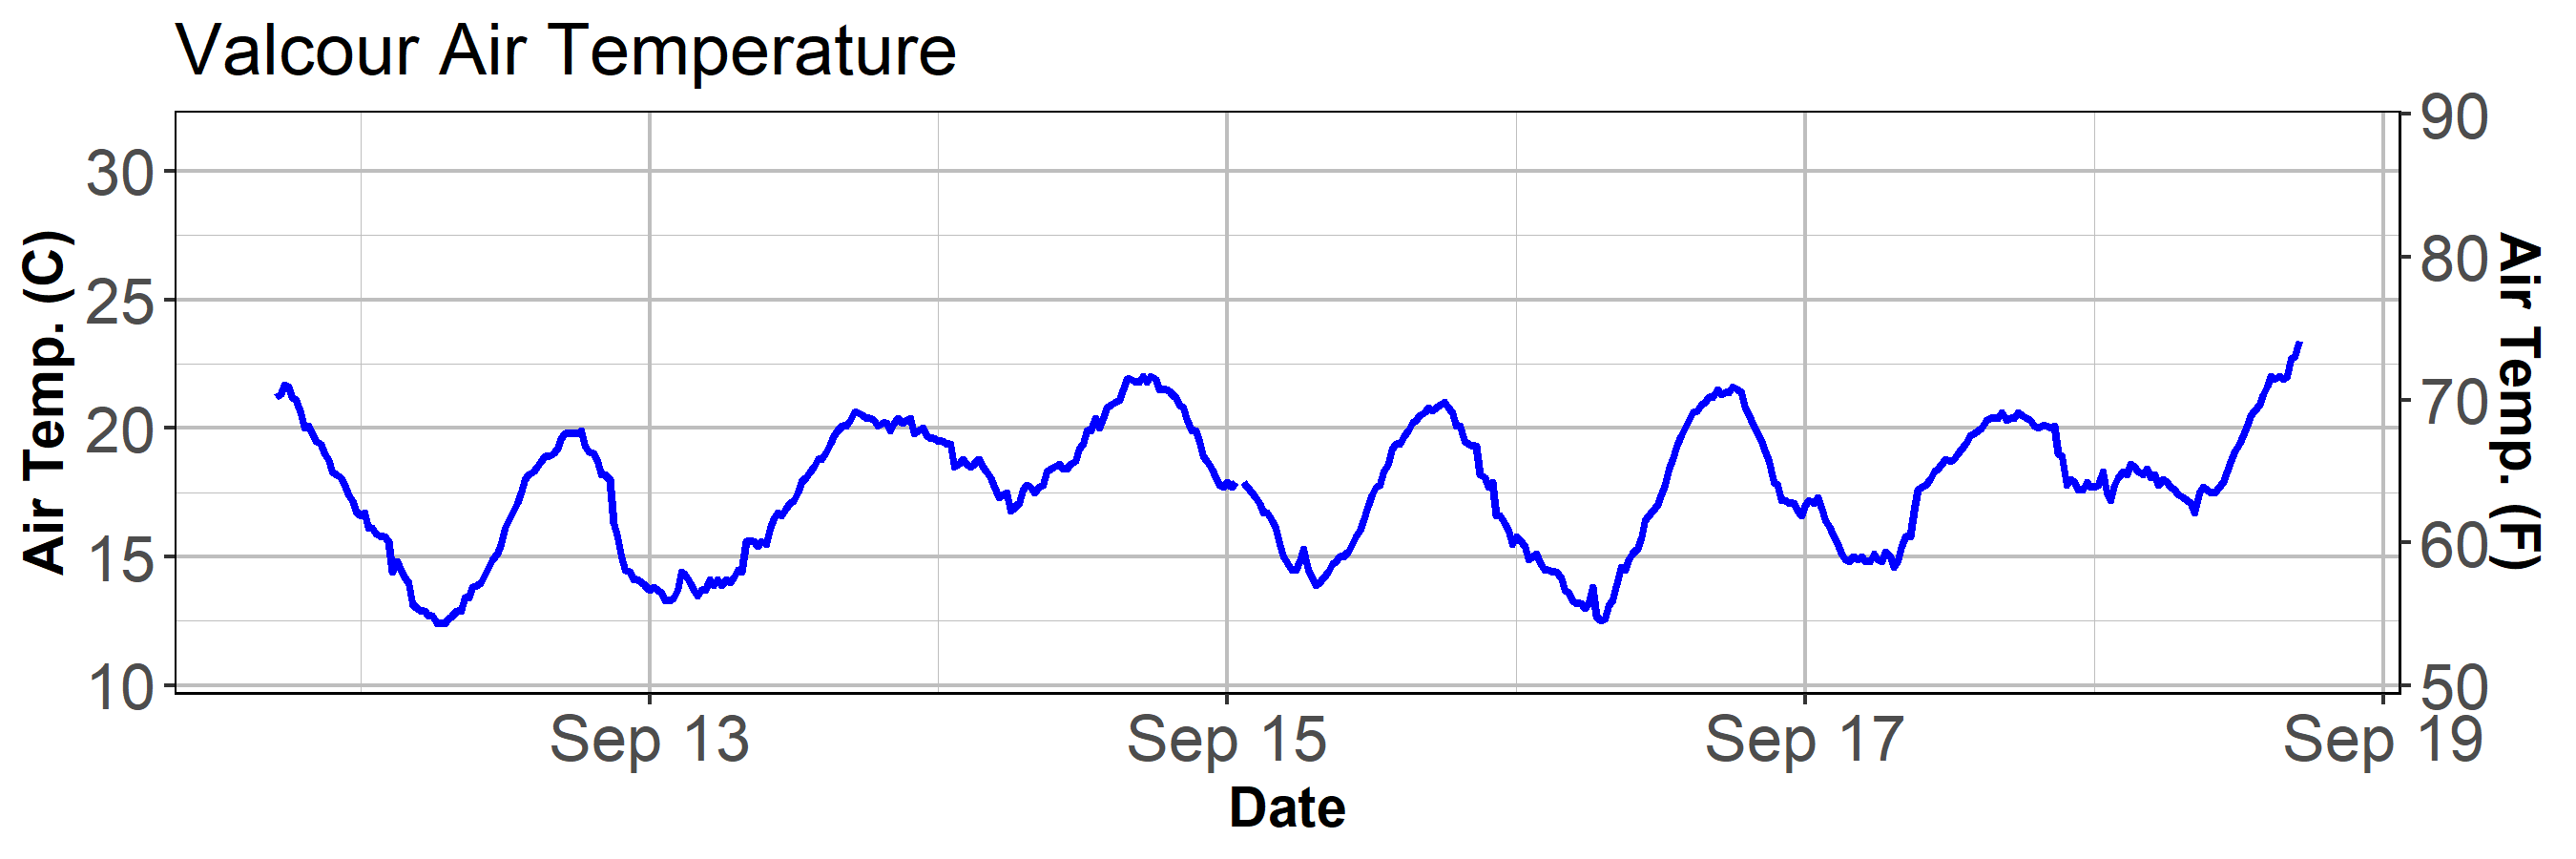 Valcour Air Temperature
Air Temp. (C)
30
25
20
15
10
90
80
70
60
50
Air Temp. (F)
Sep 13
Sep 15
Sep 17
Sep 19
Date